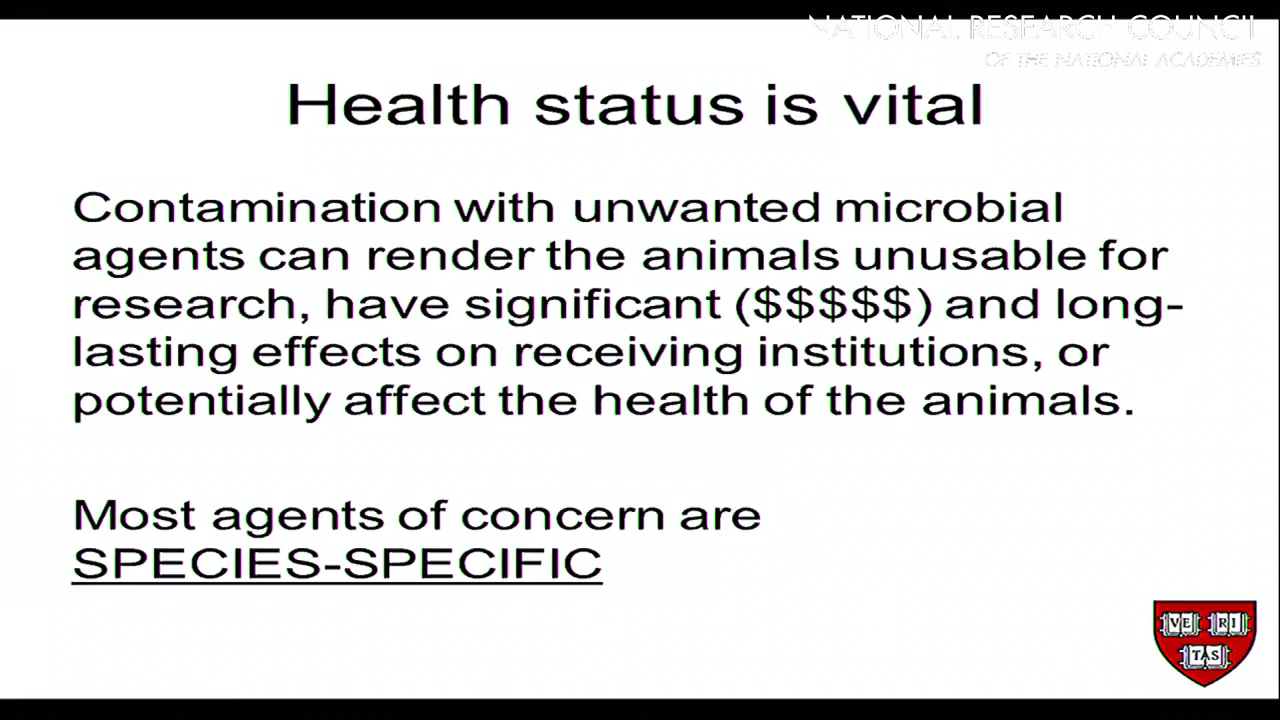 NATIONAL RESEARCH COUNCIL
OF THE NATIONAL ACADEMIES
Health status is vital
Contamination with unwanted microbial
agents can render the animals unusable for
research, have significant ($$$$$) and long-
lasting effects on receiving institutions, or
potentially affect the health of the animals.
Most agents of concern are
SPECIES-SPECIFIC
VE RI
TAS